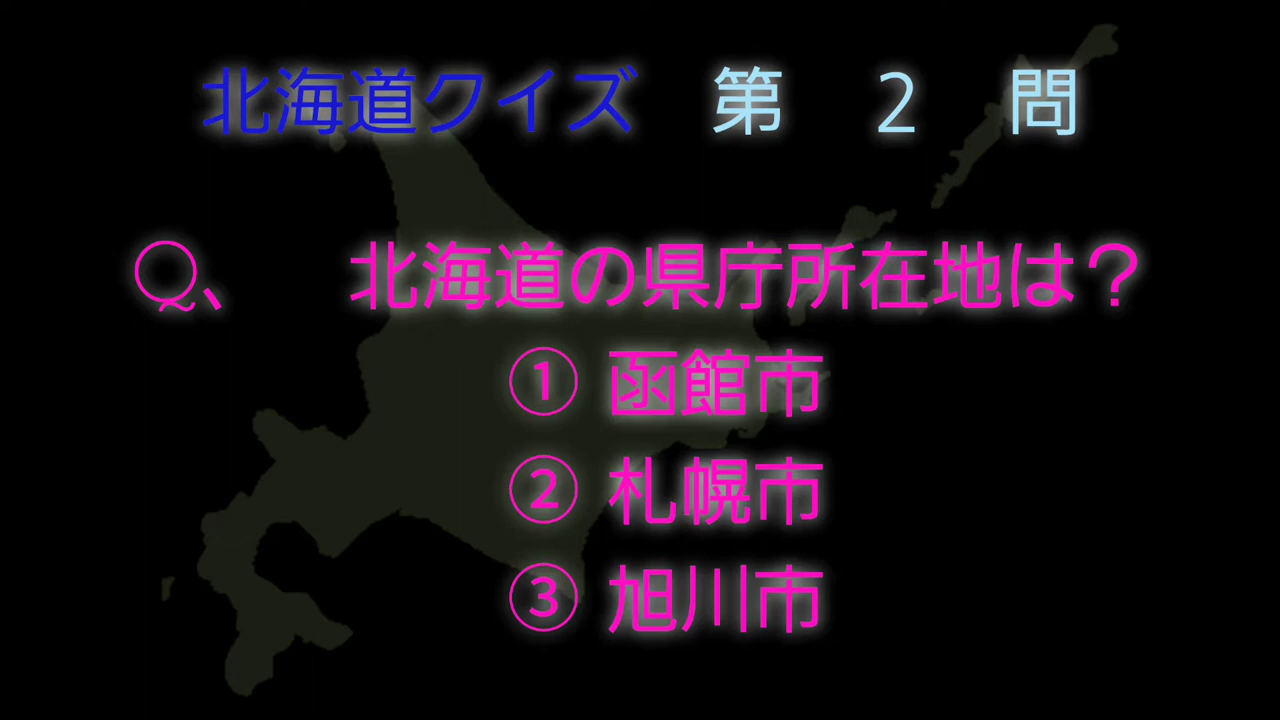 北海道クイズ 第 2 問
Q、 北海道の県庁所在地は？
① 函館市
② 札幌市
③ 旭川市